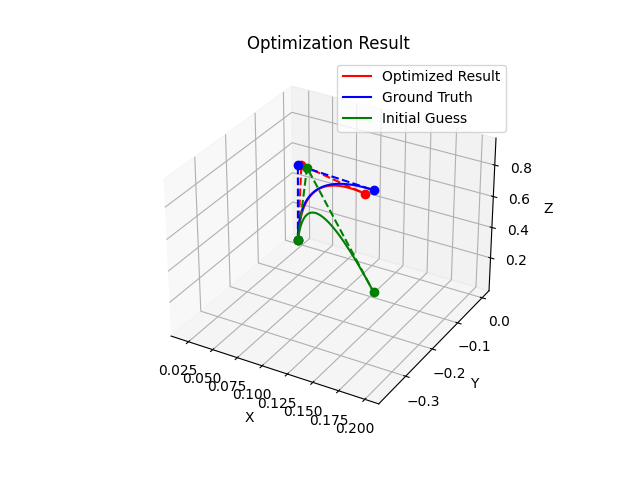 Optimization Result
Optimized Result
Ground Truth
Initial Guess
0.8
0.6
0.4
0.2
Z
0.0
−0.1
−0.2
−0.3
Y
0.025
0.050
0.075
0.100
0.125
0.150
0.175
0.200
X